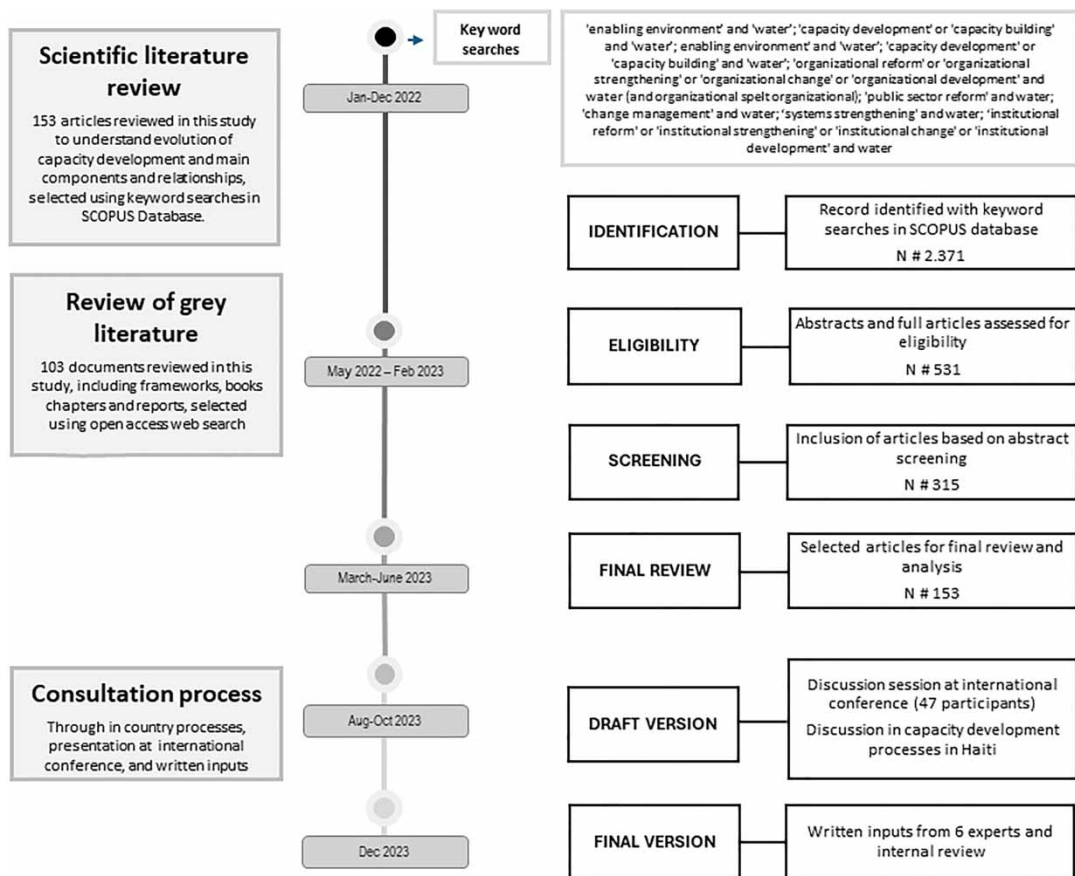 Scientific literature
review
153 articles reviewed in this study
to understand evolution of
capacity development and main
components and relationships,
selected using keyword searches in
SCOPUS Database.
Review of grey
literature
103 documents reviewed in this
study, including frameworks, books
chapters and reports, selected
using open access web search
Consultation process
Through in country processes,
presentation at international
conference, and written inputs
Key word
searches
Jan-Dec 2022
May 2022 – Feb 2023
March-June 2023
Aug-Oct 2023
Dec 2023
'enabling environment' and 'water'; 'capacity development' or 'capacity building'
and 'water'; enabling environment' and 'water'; 'capacity development' or
'capacity building' and 'water'; 'organizational reform' or 'organizational
strengthening' or 'organizational change' or 'organizational development' and
water (and organizational spelt organizational); 'public sector reform' and water;
'change management' and water; 'systems strengthening' and water; 'institutional
reform' or 'institutional strengthening' or 'institutional change' or 'institutional
development' and water
IDENTIFICATION
Record identified with keyword
searches in SCOPUS database
N # 2.371
ELIGIBILITY
Abstracts and full articles assessed for
eligibility
N # 531
SCREENING
Inclusion of articles based on abstract
screening
N # 315
FINAL REVIEW
Selected articles for final review and
analysis
N # 153
DRAFT VERSION
Discussion session at international
conference (47 participants)
Discussion in capacity development
processes in Haiti
FINAL VERSION
Written inputs from 6 experts and
internal review